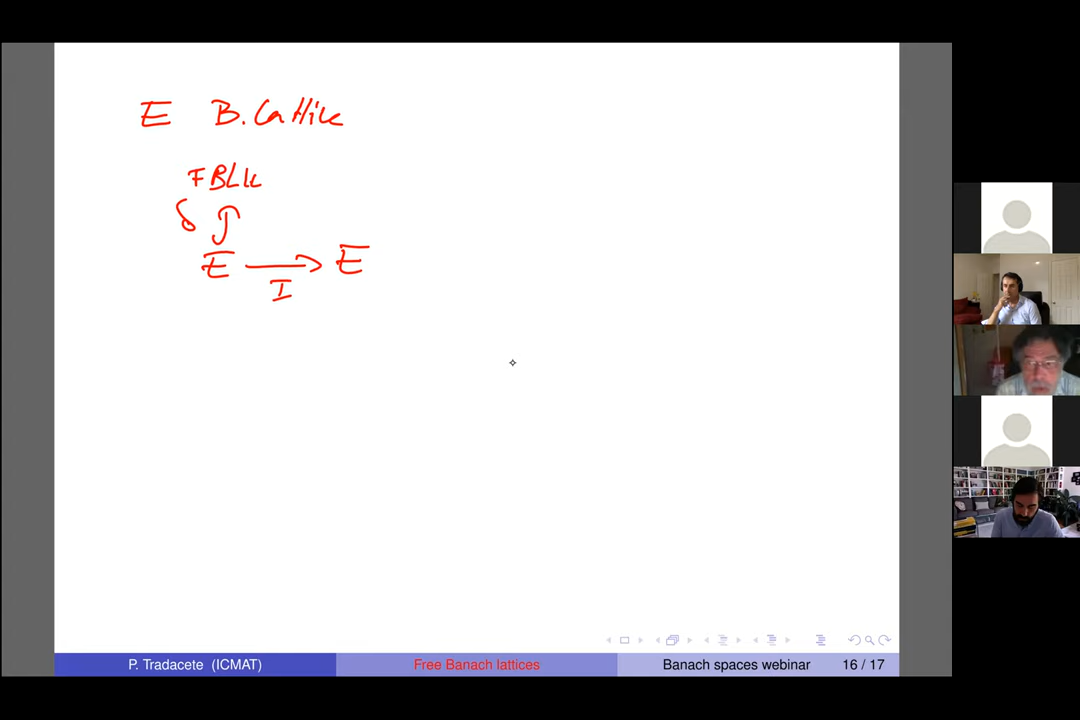 E B. Lattice
FBL
δ
E → E
I
P. Tradacete (ICMAT) Free Banach lattices Banach spaces webinar 16 / 17